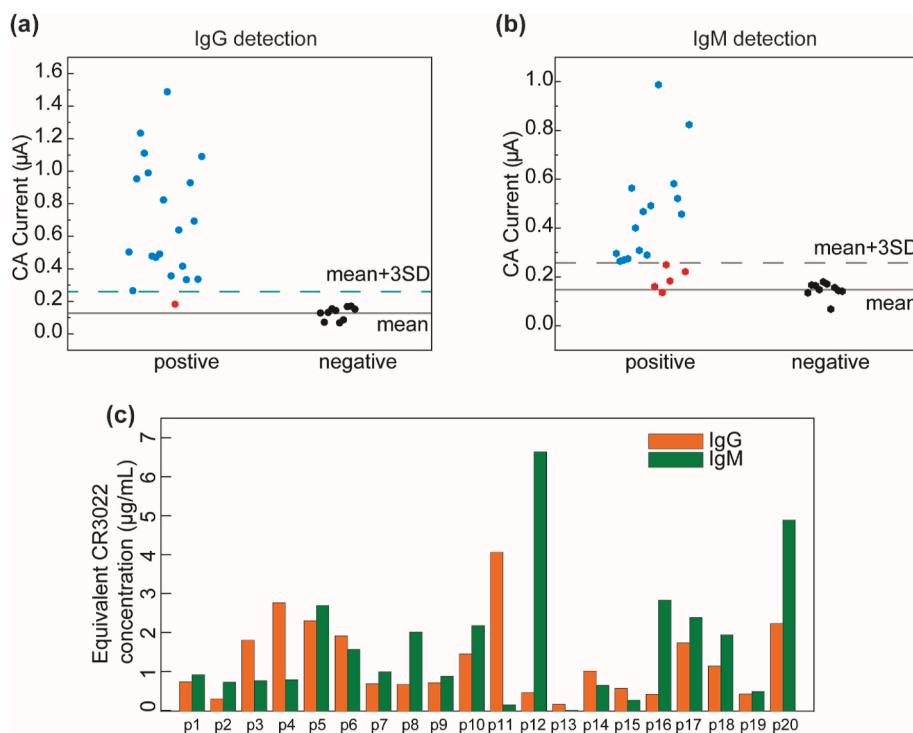 (a)
IgG detection
CA Current (µA)
1.6
1.4
1.2
1.0
0.8
0.6
0.4
0.2
0.0
mean+3SD
mean
postive
negative
(b)
IgM detection
CA Current (µA)
1.0
0.8
0.6
0.4
0.2
0.0
mean+3SD
mean
positive
negative
(c)
Equivalent CR3022
concentration (µg/mL)
7
6
5
4
3
2
1
0
IgG
IgM
p1 p2 p3 p4 p5 p6 p7 p8 p9 p10 p11 p12 p13 p14 p15 p16 p17 p18 p19 p20